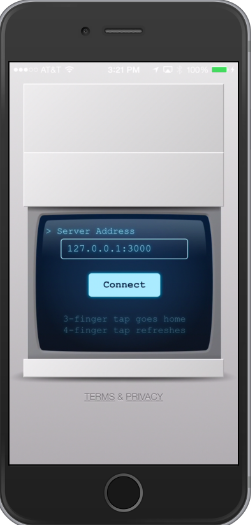 AT&T 3:21 PM 100%
> Server Address
127.0.0.1:3000
Connect
3-finger tap goes home
4-finger tap refreshes
TERMS & PRIVACY